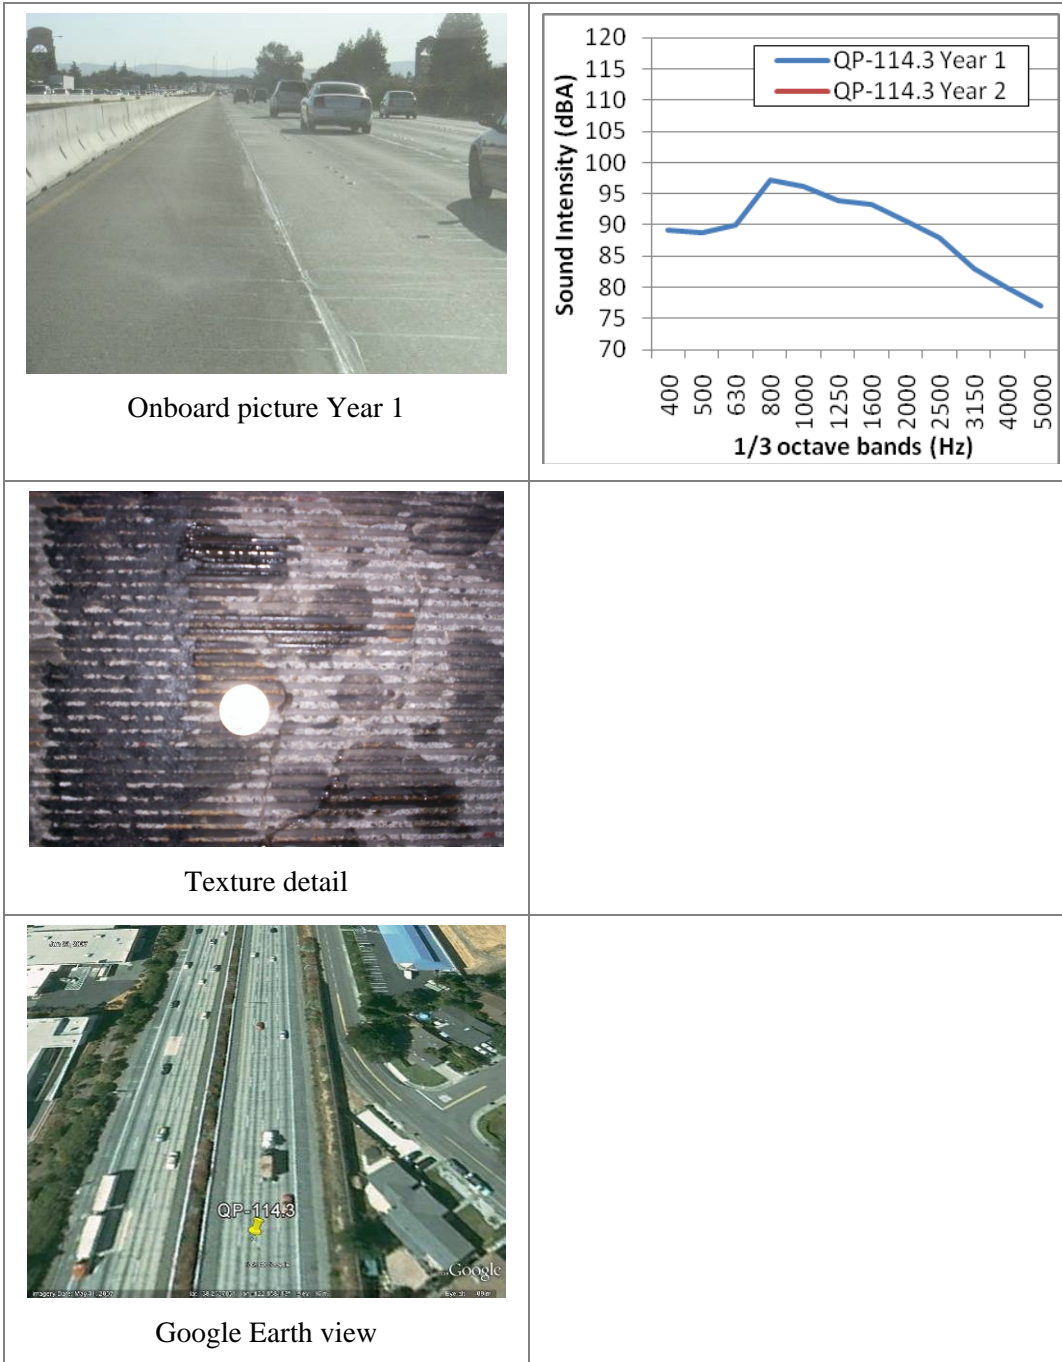 120
115
110
105
100
95
90
85
80
75
70
Sound Intensity (dBA)
QP-114.3 Year 1
QP-114.3 Year 2
400
500
630
800
1000
1250
1600
2000
2500
3150
4000
5000
1/3 octave bands (Hz)
Onboard picture Year 1
Texture detail
QP-114.3
Google
Google Earth view